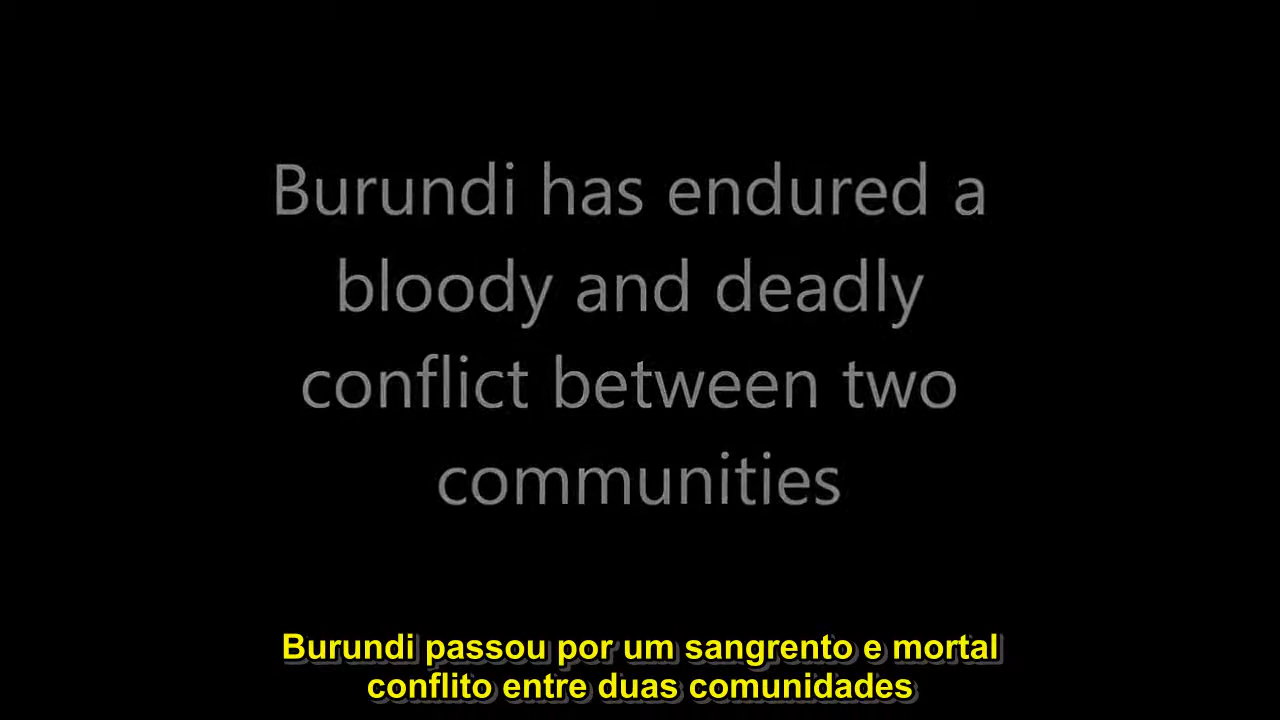 Burundi has endured a
bloody and deadly
conflict between two
communities
Burundi passou por um sangrento e mortal
conflito entre duas comunidades